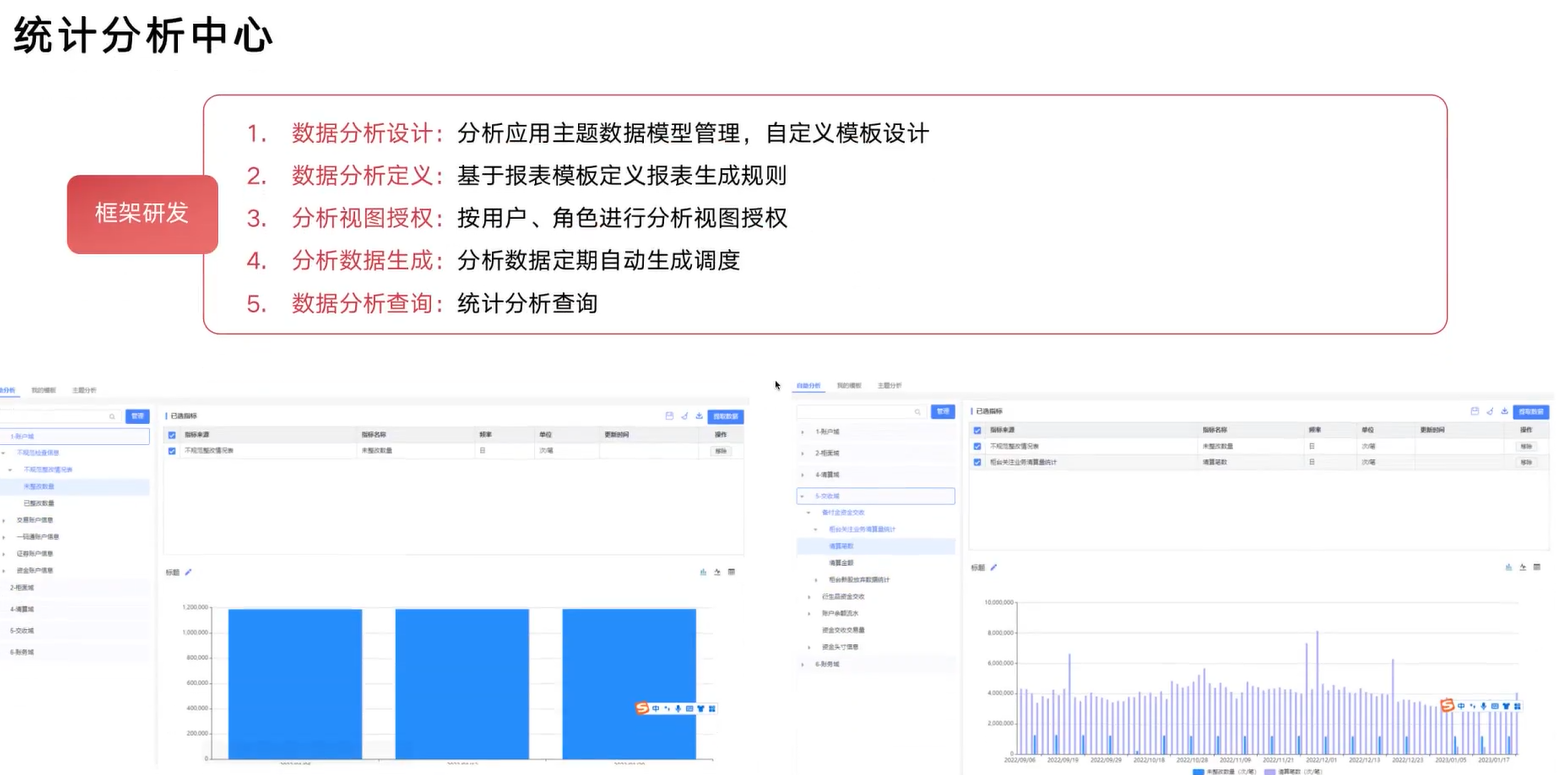 统计分析中心
框架研发
1. 数据分析设计：分析应用主题数据模型管理，自定义模板设计
2. 数据分析定义：基于报表模板定义报表生成规则
3. 分析视图授权：按用户、角色进行分析视图授权
4. 分析数据生成：分析数据定期自动生成调度
5. 数据分析查询：统计分析查询
分析 我的模板 主题分析
管理
已选指标
提取数据
指标来源 指标名称 频率 单位 更新时间 操作
不规范整改情况表 未整改数量 日 次/笔 移除
1-账户域
不规范检查信息
不规范整改情况表
未整改数量
已整改数量
交易账户信息
一码通账户信息
证券账户信息
资金账户信息
2-柜面域
4-清算域
5-交收域
6-财务域
标题
1,200,000
1,000,000
800,000
600,000
400,000
200,000
0
中
自助分析 我的模板 主题分析
管理
已选指标
提取数据
指标来源 指标名称 频率 单位 更新时间 操作
不规范整改情况表 未整改数量 日 次/笔 移除
柜台关注业务清算量统计 清算笔数 日 次/笔 移除
1-账户域
2-柜面域
4-清算域
5-交收域
备付金资金交收
柜台关注业务清算量统计
清算笔数
清算金额
柜台新股放弃数据统计
衍生品资金交收
账户余额流水
资金交收交易量
资金头寸信息
6-财务域
标题
10,000,000
8,000,000
6,000,000
4,000,000
2,000,000
0
中
2022/09/06 2022/09/19 2022/09/29 2022/10/18 2022/10/28 2022/11/09 2022/11/21 2022/12/01 2022/12/13 2022/12/23 2023/01/05 2023/01/17
未整改数量（次/笔） 清算笔数（次/笔）